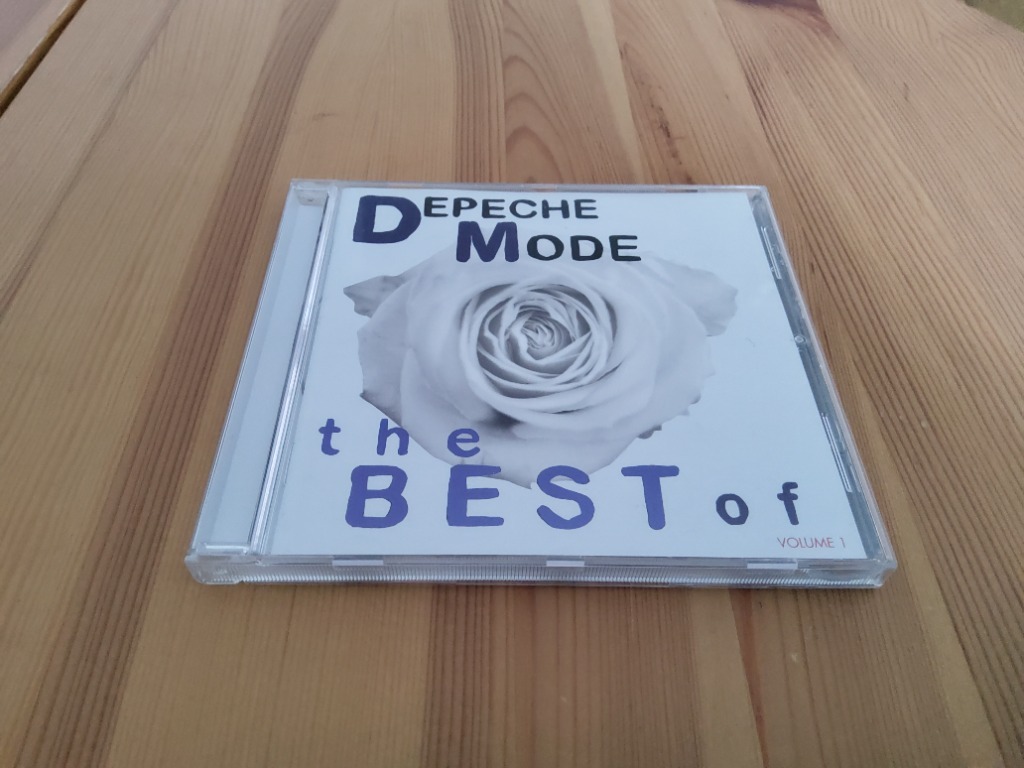 DEPECHE
MODE
the
BEST of
VOLUME 1